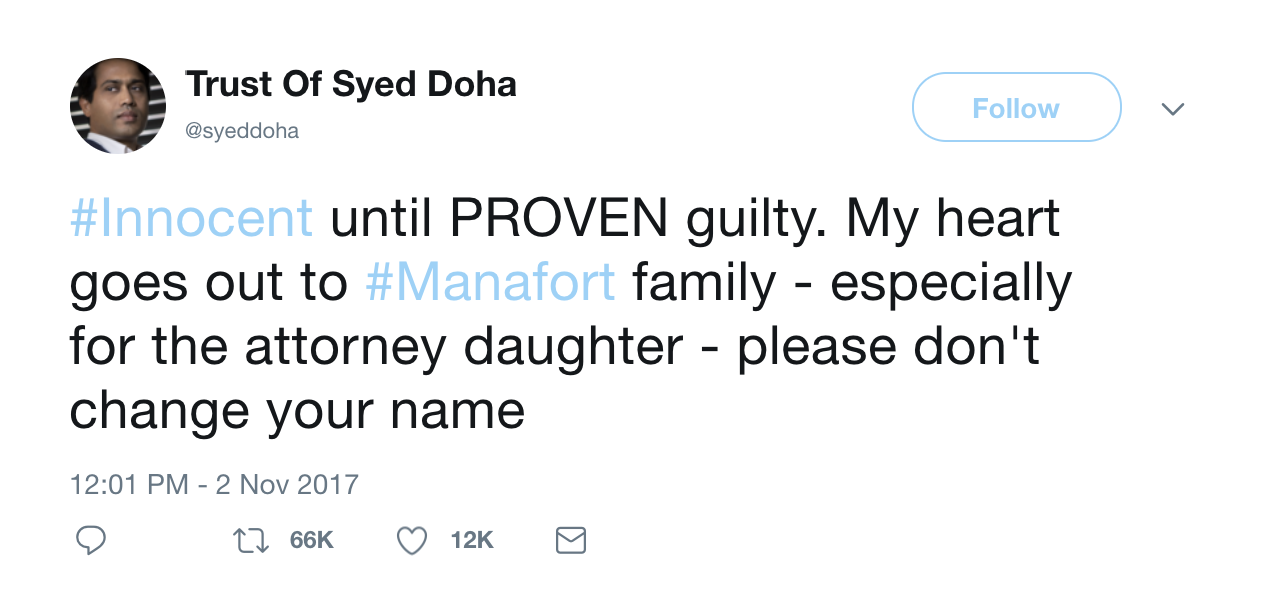 Trust Of Syed Doha
@syeddoha
Follow
#Innocent until PROVEN guilty. My heart
goes out to #Manafort family - especially
for the attorney daughter - please don't
change your name
12:01 PM - 2 Nov 2017
66K 12K